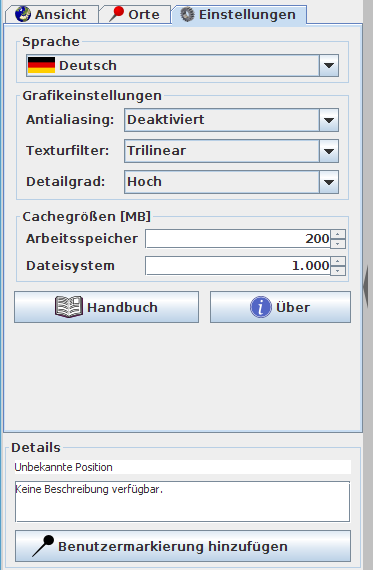 Ansicht Orte Einstellungen
Sprache
Deutsch
Grafikeinstellungen
Antialiasing: Deaktiviert
Texturfilter: Trilinear
Detailgrad: Hoch
Cachegrößen [MB]
Arbeitsspeicher 200
Dateisystem 1.000
Handbuch Über
Details
Unbekannte Position
Keine Beschreibung verfügbar.
Benutzermarkierung hinzufügen